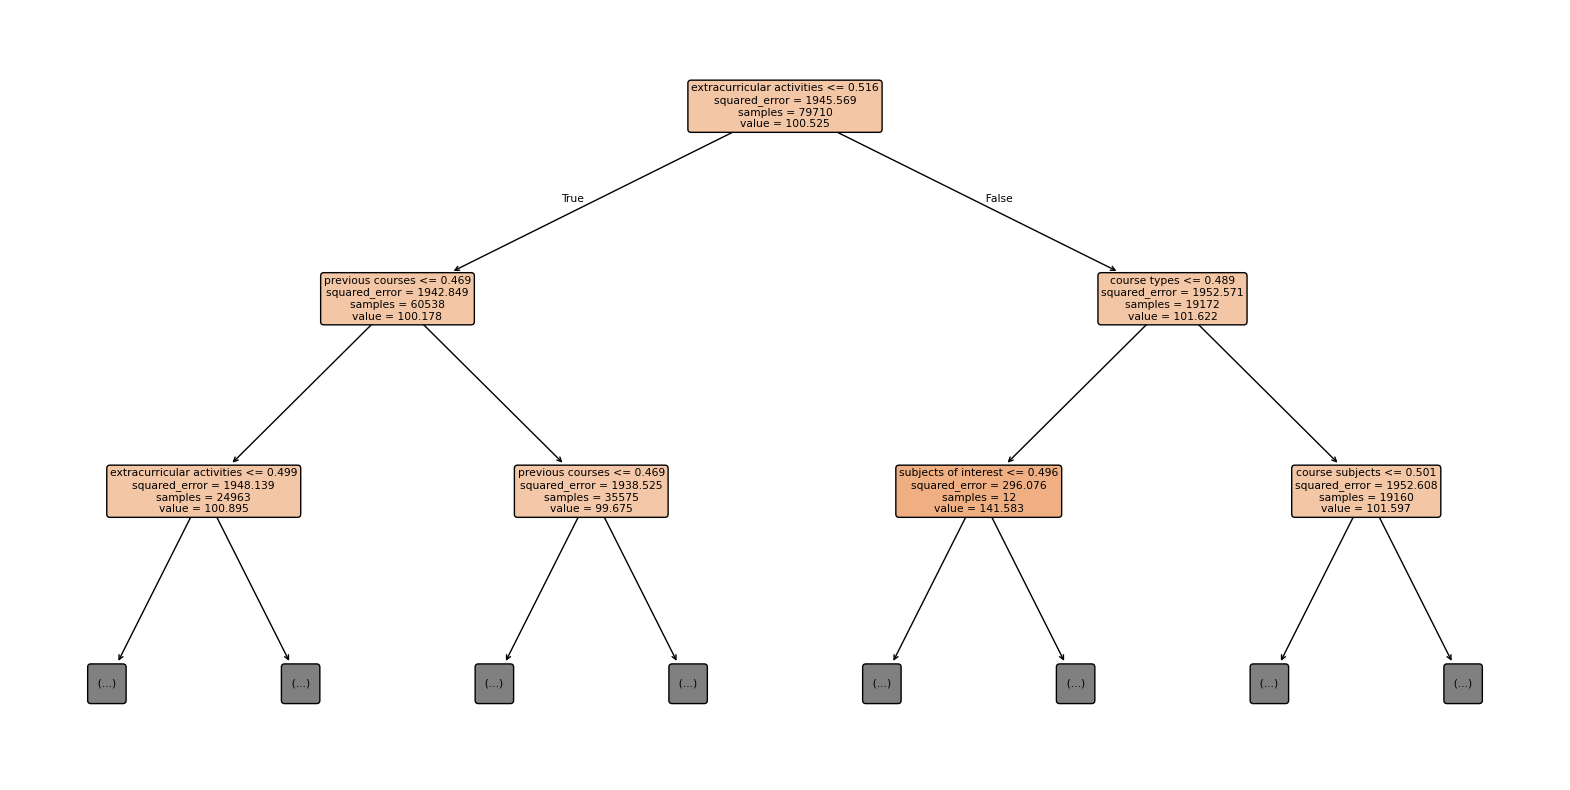 extracurricular activities <= 0.516
squared_error = 1945.569
samples = 79710
value = 100.525
True
False
previous courses <= 0.469
squared_error = 1942.849
samples = 60538
value = 100.178
course types <= 0.489
squared_error = 1952.571
samples = 19172
value = 101.622
extracurricular activities <= 0.499
squared_error = 1948.139
samples = 24963
value = 100.895
previous courses <= 0.469
squared_error = 1938.525
samples = 35575
value = 99.675
subjects of interest <= 0.496
squared_error = 296.076
samples = 12
value = 141.583
course subjects <= 0.501
squared_error = 1952.608
samples = 19160
value = 101.597
(...)
(...)
(...)
(...)
(...)
(...)
(...)
(...)